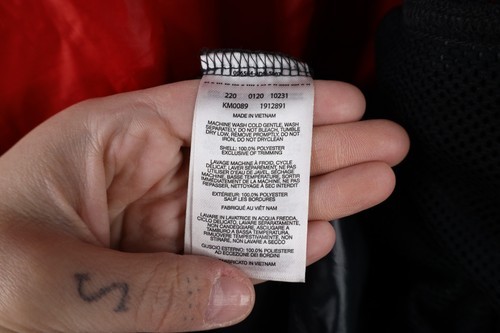 220 0120 10231
KM0089 1912891
MADE IN VIETNAM
MACHINE WASH COLD GENTLE, WASH
SEPARATELY, DO NOT BLEACH, TUMBLE
DRY LOW, REMOVE PROMPTLY, DO NOT
IRON, DO NOT DRYCLEAN
SHELL: 100.0% POLYESTER
EXCLUSIVE OF TRIMMING
LAVAGE MACHINE À FROID, CYCLE
DELICAT, LAVER SÉPARÉMENT, NE PAS
UTILISER D'EAU DE JAVEL, SÉCHAGE
MACHINE, BASSE TEMPÉRATURE, SORTIR
IMMÉDIATEMENT DE LA MACHINE, NE PAS
REPASSER, NETTOYAGE À SEC INTERDIT
EXTÉRIEUR: 100.0% POLYESTER
SAUF LES BORDURES
FABRIQUÉ AU VIÊT NAM
LAVARE IN LAVATRICE IN ACQUA FREDDA,
CICLO DELICATO, LAVARE SEPARATAMENTE,
NON CANDEGGIARE, ASCIUGARE A
TAMBURO A BASSA TEMPERATURA,
RIMUOVERE TEMPESTIVAMENTE, NON
STIRARE, NON LAVARE A SECCO
GUSCIO ESTERNO: 100.0% POLIESTERE
AD ECCEZIONE DEI BORDINI
FABBRICATO IN VIETNAM